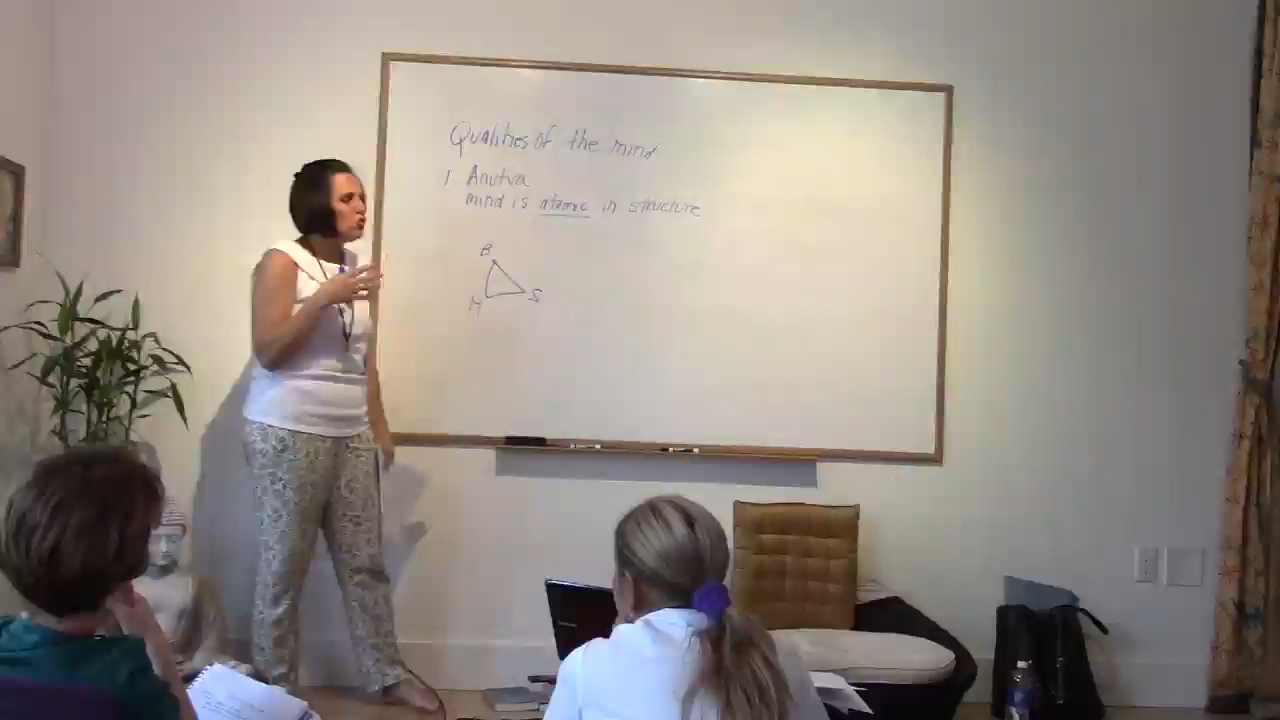 Qualities of the mind
1 Anutva
mind is atomic in structure
B
M S